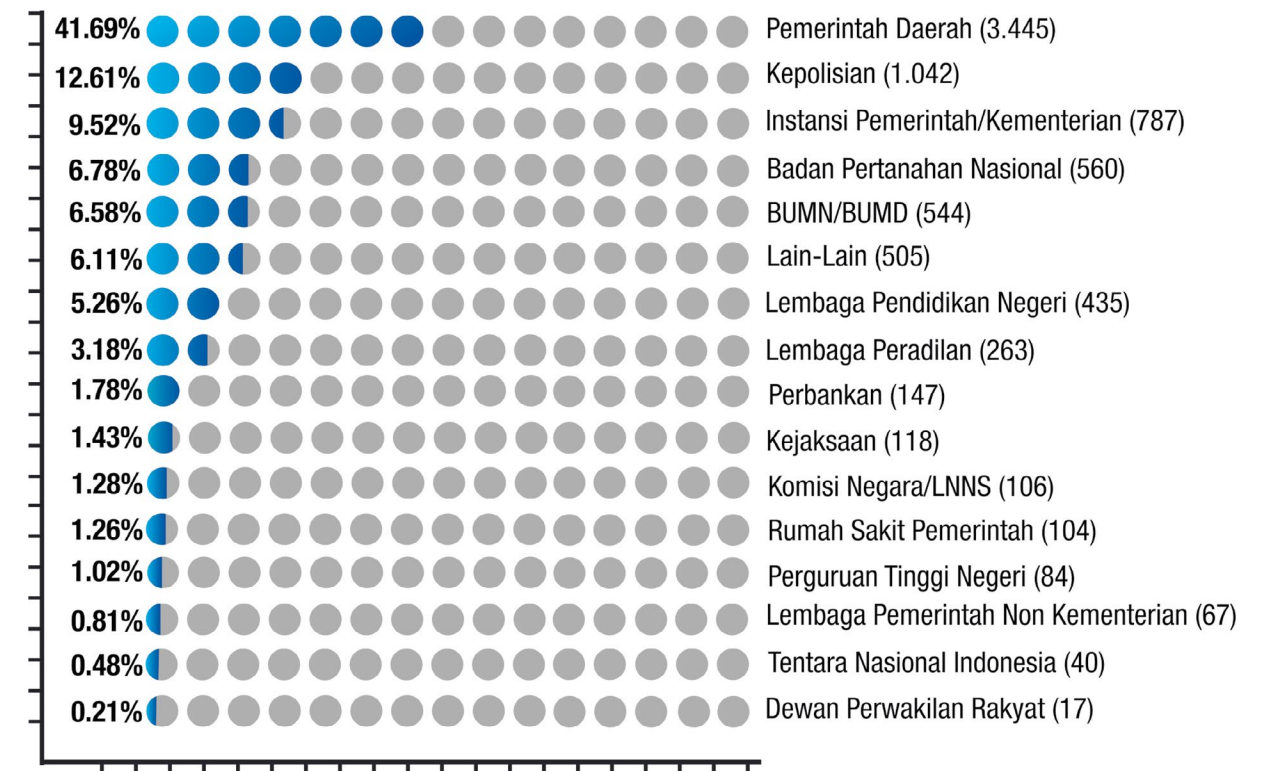 41.69% Pemerintah Daerah (3.445)
12.61% Kepolisian (1.042)
9.52% Instansi Pemerintah/Kementerian (787)
6.78% Badan Pertanahan Nasional (560)
6.58% BUMN/BUMD (544)
6.11% Lain-Lain (505)
5.26% Lembaga Pendidikan Negeri (435)
3.18% Lembaga Peradilan (263)
1.78% Perbankan (147)
1.43% Kejaksaan (118)
1.28% Komisi Negara/LNNS (106)
1.26% Rumah Sakit Pemerintah (104)
1.02% Perguruan Tinggi Negeri (84)
0.81% Lembaga Pemerintah Non Kementerian (67)
0.48% Tentara Nasional Indonesia (40)
0.21% Dewan Perwakilan Rakyat (17)